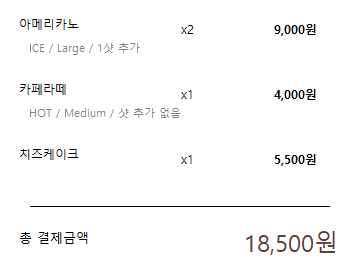 아메리카노 x2 9,000원
ICE / Large / 1샷 추가
카페라떼 x1 4,000원
HOT / Medium / 샷 추가 없음
치즈케이크 x1 5,500원
총 결제금액 18,500원